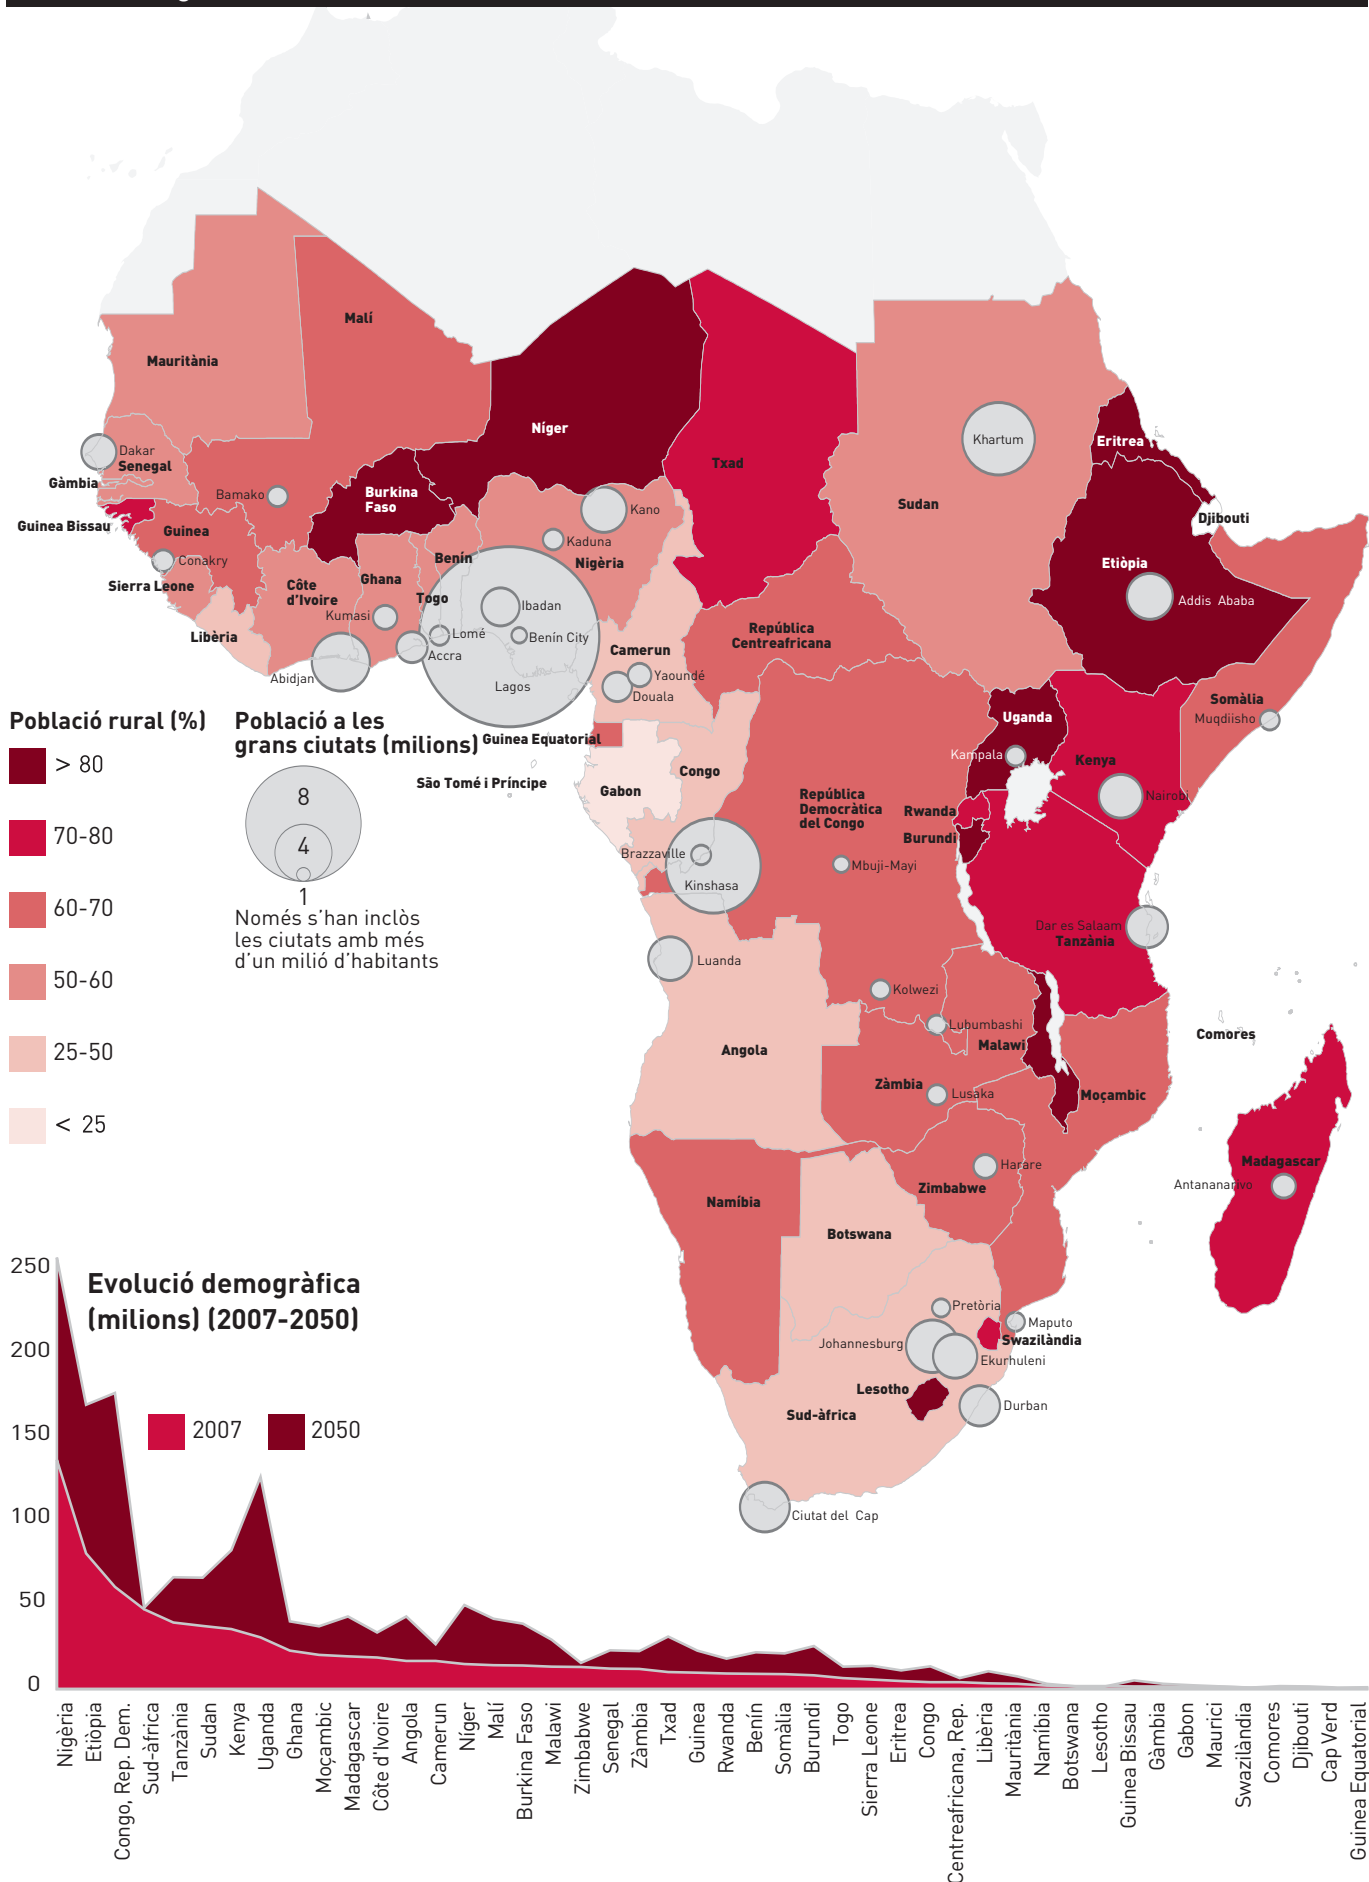 Malí
Mauritània
Níger
Eritrea
Txad
Dakar
Senegal
Gàmbia
Bamako
Burkina
Faso
Kano
Khartum
Sudan
Djibouti
Guinea Bissau
Guinea
Kaduna
Benín
Nigèria
Etiòpia
Conakry
Sierra Leone
Côte
d'Ivoire
Ghana
Togo
Ibadan
Addis Ababa
Kumasi
Lomé
Benín City
República
Centreafricana
Libèria
Accra
Camerun
Abidjan
Lagos
Yaoundé
Douala
Somàlia
Muqdiisho
Uganda
Kampala
Kenya
Guinea Equatorial
São Tomé i Príncipe
Congo
Gabon
República
Democràtica
del Congo
Rwanda
Burundi
Nairobi
Brazzaville
Kinshasa
Mbuji-Mayi
Dar es Salaam
Tanzània
Luanda
Kolwezi
Lubumbashi
Comores
Angola
Malawi
Zàmbia
Lusaka
Moçambic
Madagascar
Antananarivo
Harare
Zimbabwe
Namíbia
Botswana
Pretòria
Maputo
Johannesburg
Swazilàndia
Ekurhuleni
Lesotho
Sud-àfrica
Durban
Ciutat del Cap
Població rural (%)
> 80
70-80
60-70
50-60
25-50
< 25
Població a les
grans ciutats (milions)
8
4
1
Només s'han inclòs
les ciutats amb més
d'un milió d'habitants
Evolució demogràfica
(milions) (2007-2050)
2007
2050
250
200
150
100
50
0
Nigèria
Etiòpia
Congo, Rep. Dem.
Sud-àfrica
Tanzània
Sudan
Kenya
Uganda
Ghana
Moçambic
Madagascar
Côte d'Ivoire
Angola
Camerun
Níger
Malí
Burkina Faso
Malawi
Zimbabwe
Senegal
Zàmbia
Txad
Guinea
Rwanda
Benín
Somàlia
Burundi
Togo
Sierra Leone
Eritrea
Congo
Centreafricana, Rep.
Libèria
Mauritània
Namíbia
Botswana
Lesotho
Guinea Bissau
Gàmbia
Gabon
Maurici
Swazilàndia
Comores
Djibouti
Cap Verd
Guinea Equatorial